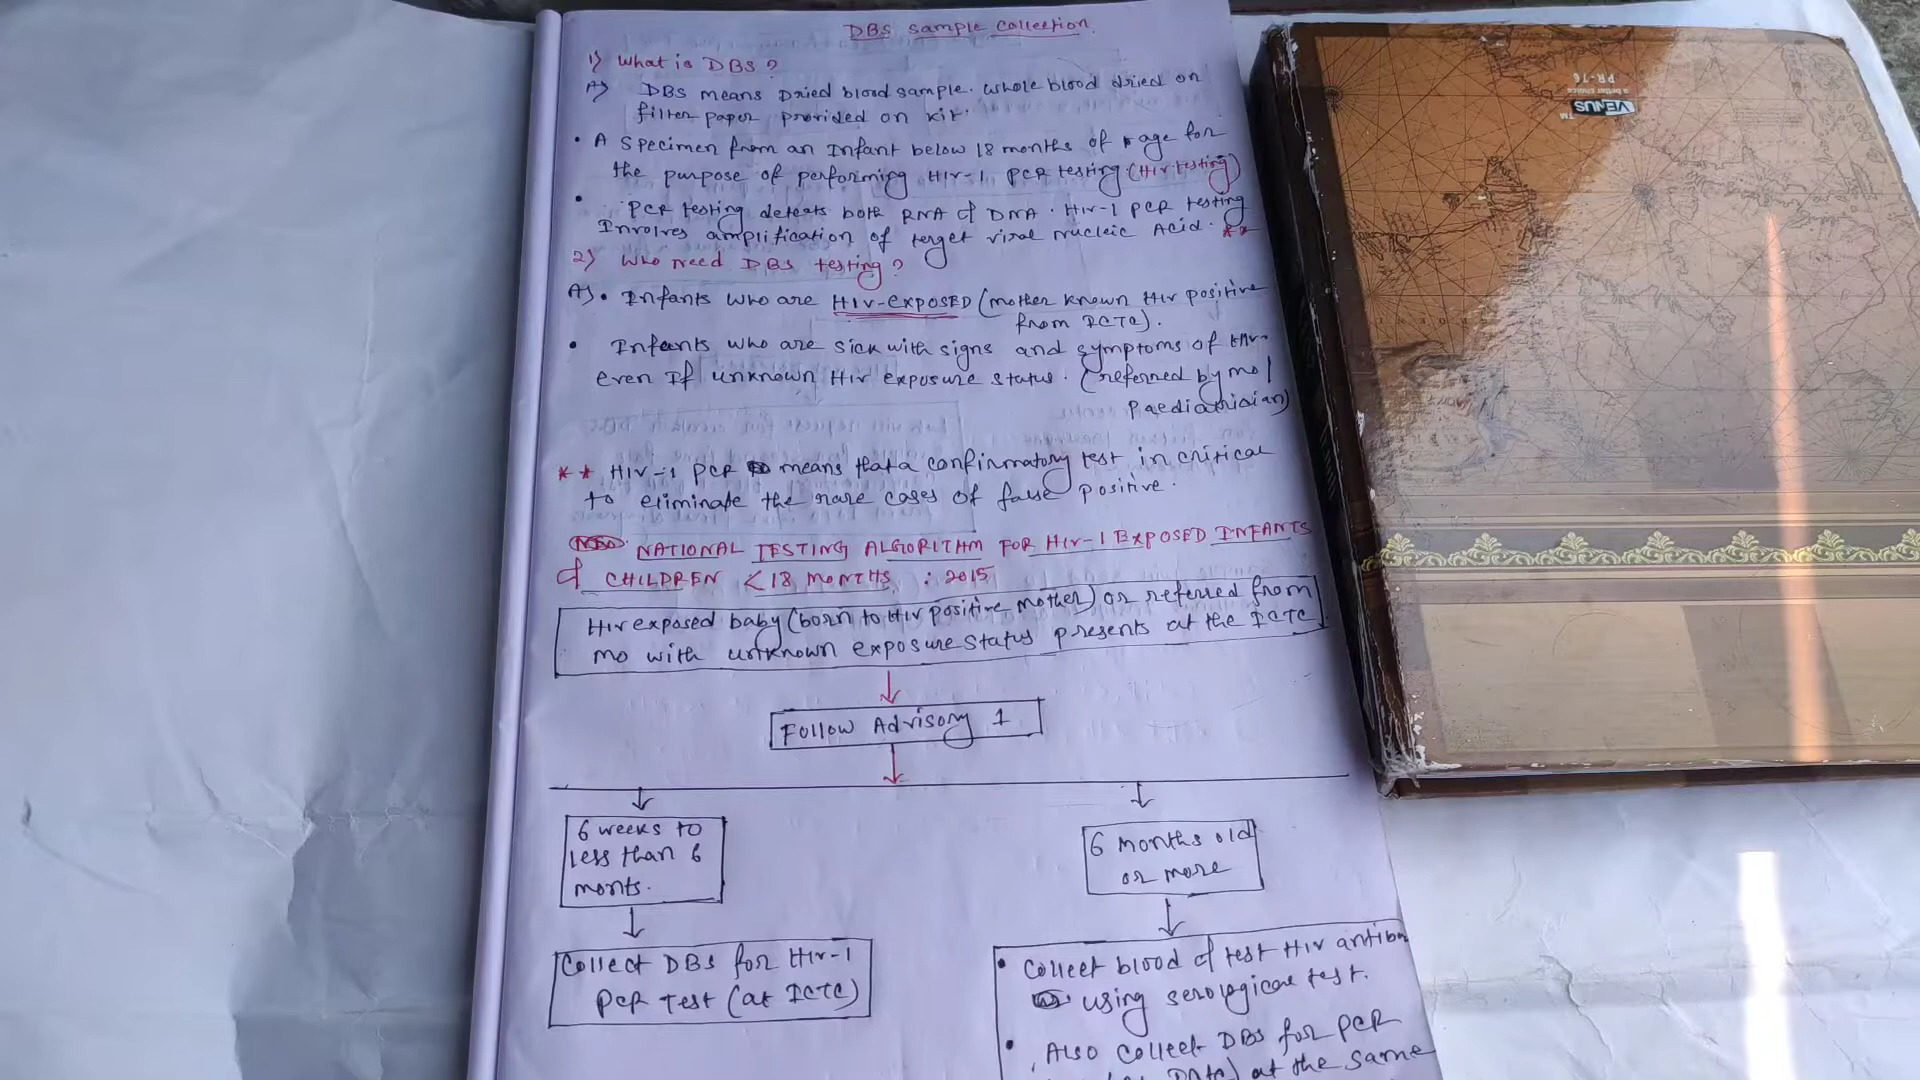 DBS sample collection.
1) What is DBS?
A) DBS means Dried blood sample. Whole blood dried on
filter paper provided on kit.
• A specimen from an Infant below 18 months of age for
the purpose of performing HIV-1 PCR testing (HIV testing)
• PCR testing detects both RNA & DNA. HIV-1 PCR testing
Involves amplification of terget viral nucleic Acid. **
2) Who need DBS testing?
A) • Infants who are HIV-EXPOSED (mother known HIV positive
from ICTC).
• Infants who are sick with signs and symptoms of HIV
even If unknown HIV exposure status. (referred by mo/
Paediatrician)
** HIV-1 PCR means that a confirmatory test in critical
to eliminate the rare cases of false positive.
NATIONAL TESTING ALGORITHM FOR HIV-1 EXPOSED INFANTS
& CHILDREN <18 MONTHS : 2015
HIV exposed baby (born to HIV positive mother) or referred from
mo with unknown exposure status presents at the ICTC
Follow Advisory 1
6 weeks to
less than 6
monts.
6 months old
or more
Collect DBS for HIV-1
PCR Test (at ICTC)
• Collect blood & test HIV antibo
using serological test.
• Also collect DBS for PCR
at the same
VENUS
TM
a better choice
PR-T6